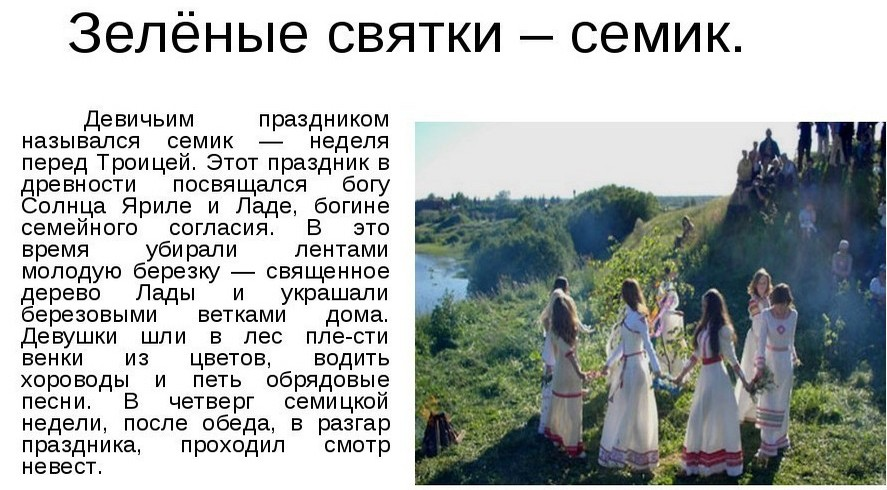 Зелёные святки – семик.
Девичьим праздником
назывался семик — неделя
перед Троицей. Этот праздник в
древности посвящался богу
Солнца Яриле и Ладе, богине
семейного согласия. В это
время убирали лентами
молодую березку — священное
дерево Лады и украшали
березовыми ветками дома.
Девушки шли в лес пле-сти
венки из цветов, водить
хороводы и петь обрядовые
песни. В четверг семицкой
недели, после обеда, в разгар
праздника, проходил смотр
невест.